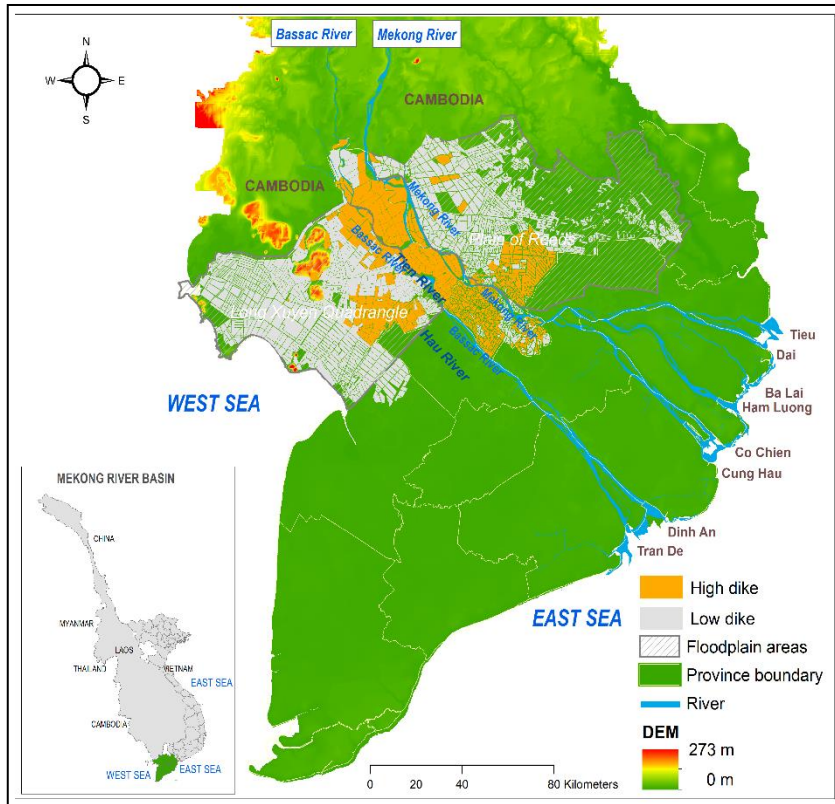 Bassac River
Mekong River
N
W
E
S
CAMBODIA
CAMBODIA
Mekong River
Plain of Reeds
Bassac River
Tien River
Long Xuyen Quadrangle
Mekong River
Hau River
Bassac River
Tieu
Dai
WEST SEA
Ba Lai
Ham Luong
Co Chien
Cung Hau
MEKONG RIVER BASIN
Dinh An
Tran De
CHINA
High dike
EAST SEA
Low dike
MYANMAR
LAOS
Floodplain areas
THAILAND
VIETNAM
EAST SEA
Province boundary
River
CAMBODIA
DEM
273 m
WEST SEA
EAST SEA
0 m
0
20
40
80 Kilometers